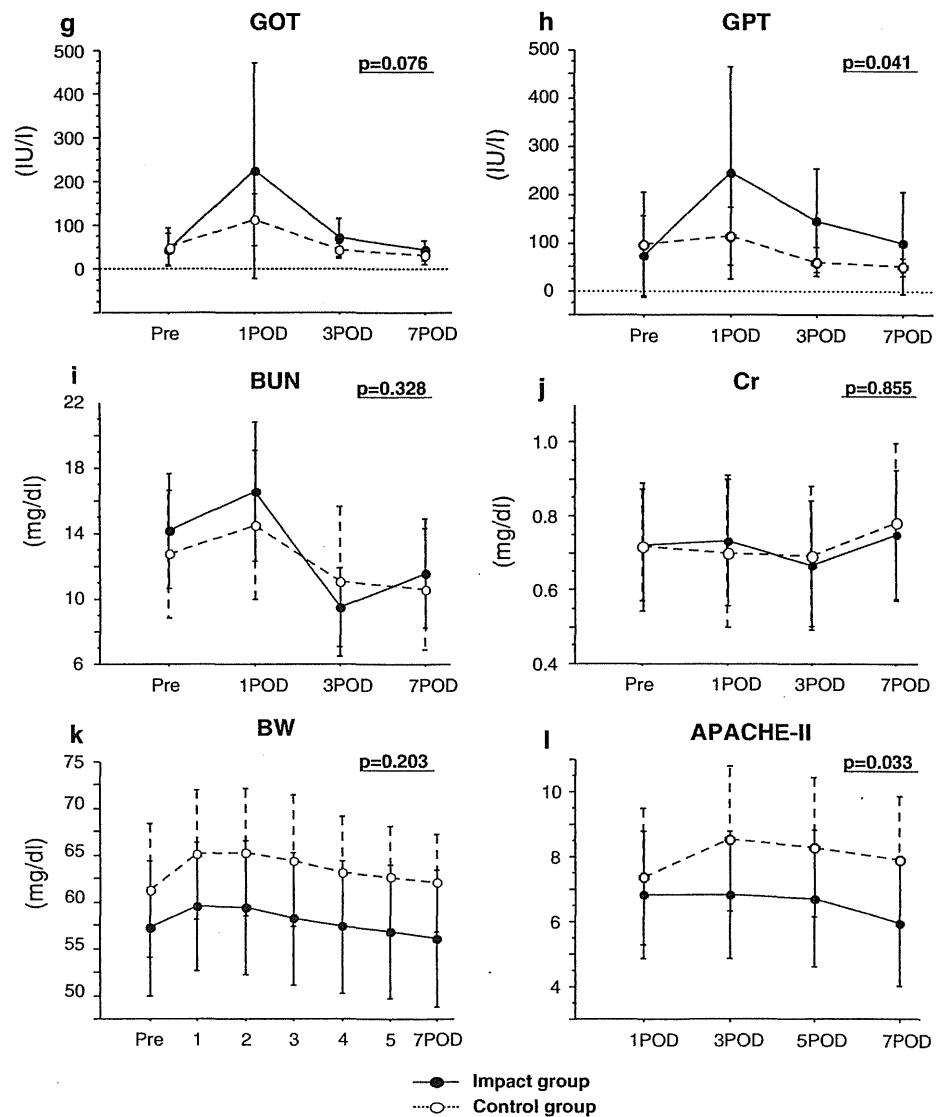 g GOT
p=0.076
500
400
300
200
100
0
(IU/l)
Pre 1POD 3POD 7POD
h GPT
p=0.041
500
400
300
200
100
0
(IU/l)
Pre 1POD 3POD 7POD
i BUN
p=0.328
22
18
14
10
6
(mg/dl)
Pre 1POD 3POD 7POD
j Cr
p=0.855
1.0
0.8
0.6
0.4
(mg/dl)
Pre 1POD 3POD 7POD
k BW
p=0.203
75
70
65
60
55
50
(mg/dl)
Pre 1 2 3 4 5 7POD
l APACHE-II
p=0.033
10
8
6
4
1POD 3POD 5POD 7POD
Impact group
Control group